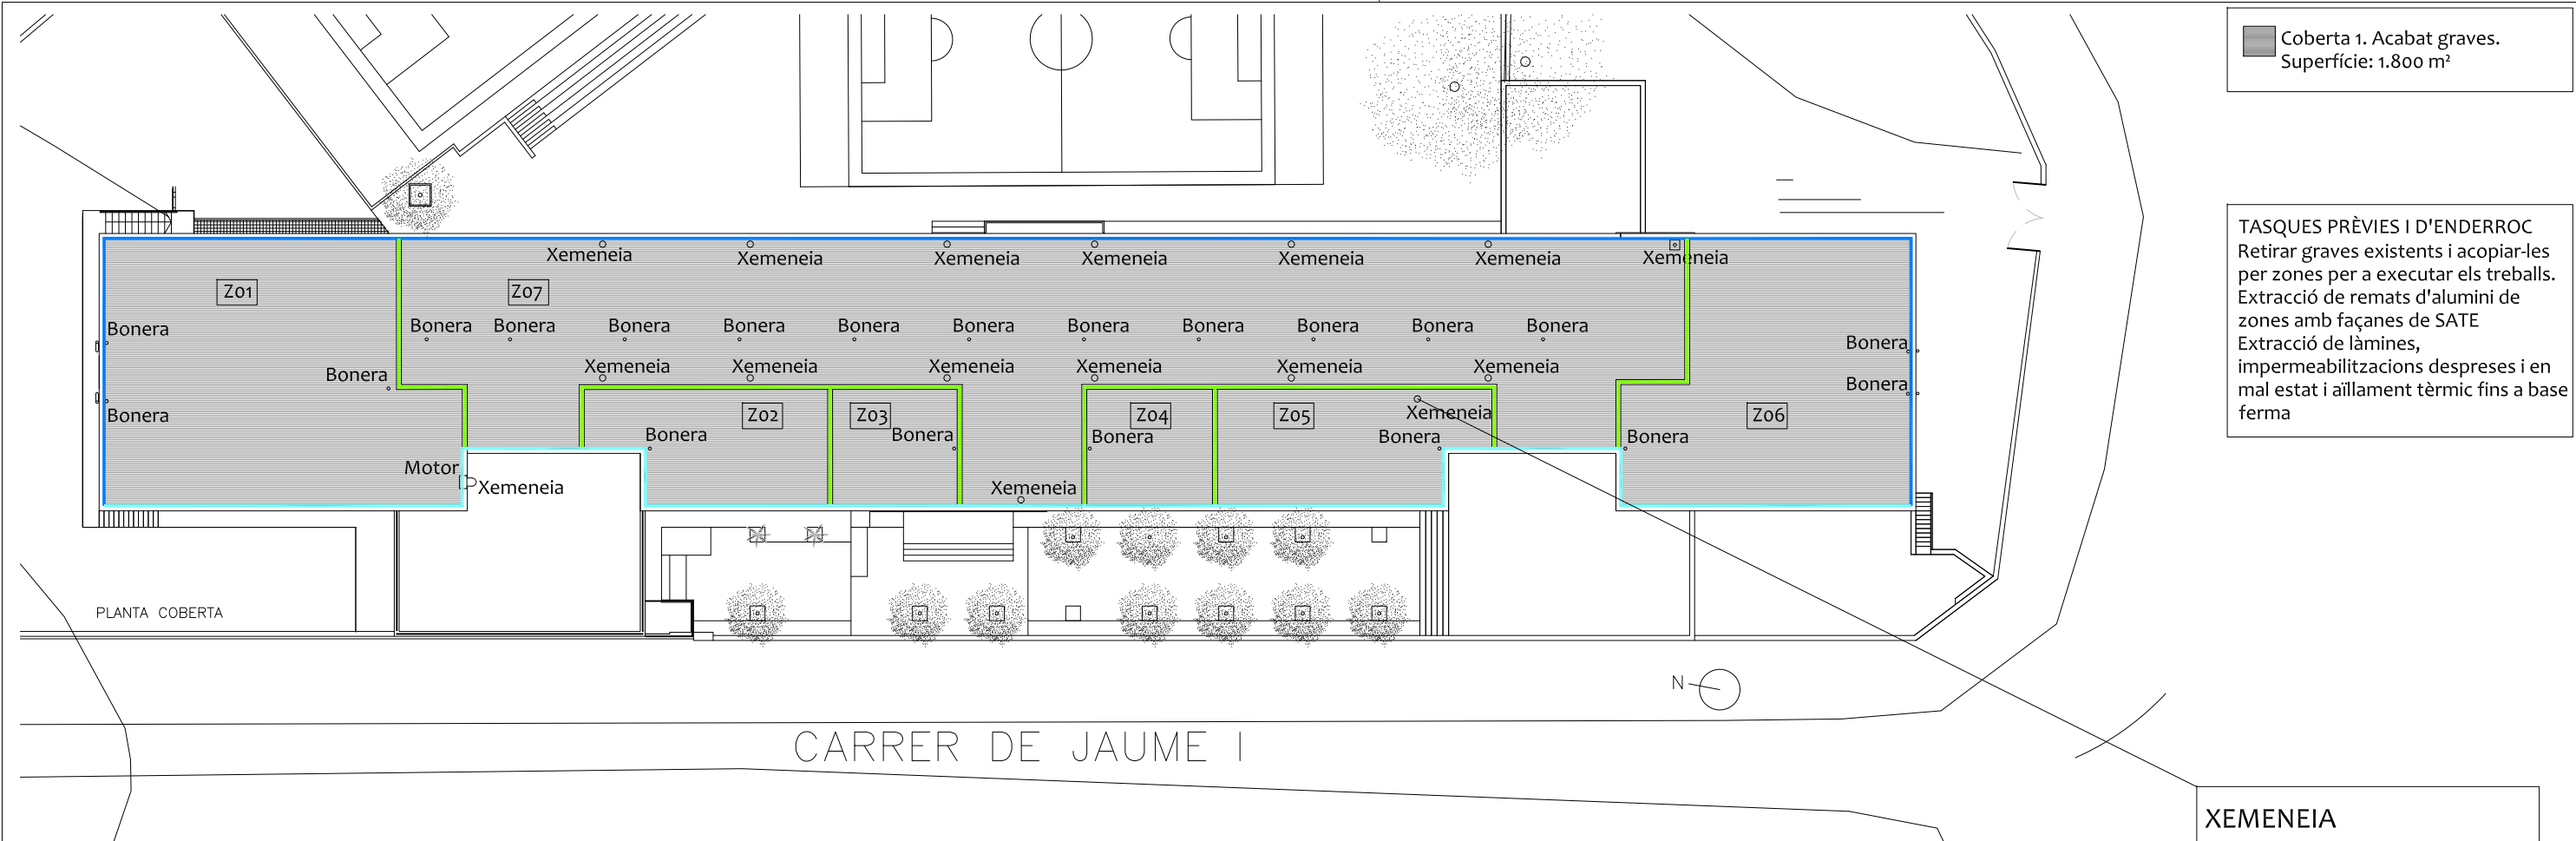 Coberta 1. Acabat graves.
Superfície: 1.800 m²
TASQUES PRÈVIES I D'ENDERROC
Retirar graves existents i acopiar-les
per zones per a executar els treballs.
Extracció de remats d'alumini de
zones amb façanes de SATE
Extracció de làmines,
impermeabilitzacions despreses i en
mal estat i aïllament tèrmic fins a base
ferma
Xemeneia
Xemeneia
Xemeneia
Xemeneia
Xemeneia
Xemeneia
Xemeneia
Z01
Z07
Bonera
Bonera
Bonera
Bonera
Bonera
Bonera
Bonera
Bonera
Bonera
Bonera
Bonera
Bonera
Bonera
Xemeneia
Xemeneia
Xemeneia
Xemeneia
Xemeneia
Xemeneia
Bonera
Bonera
Bonera
Z02
Z03
Z04
Z05
Xemeneia
Z06
Bonera
Bonera
Bonera
Bonera
Bonera
Motor
Xemeneia
Xemeneia
PLANTA COBERTA
N
CARRER DE JAUME I
XEMENEIA